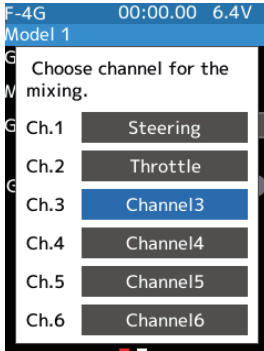 F-4G 00:00.00 6.4V
Model 1
Choose channel for the
mixing.
Ch.1 Steering
Ch.2 Throttle
Ch.3 Channel3
Ch.4 Channel4
Ch.5 Channel5
Ch.6 Channel6